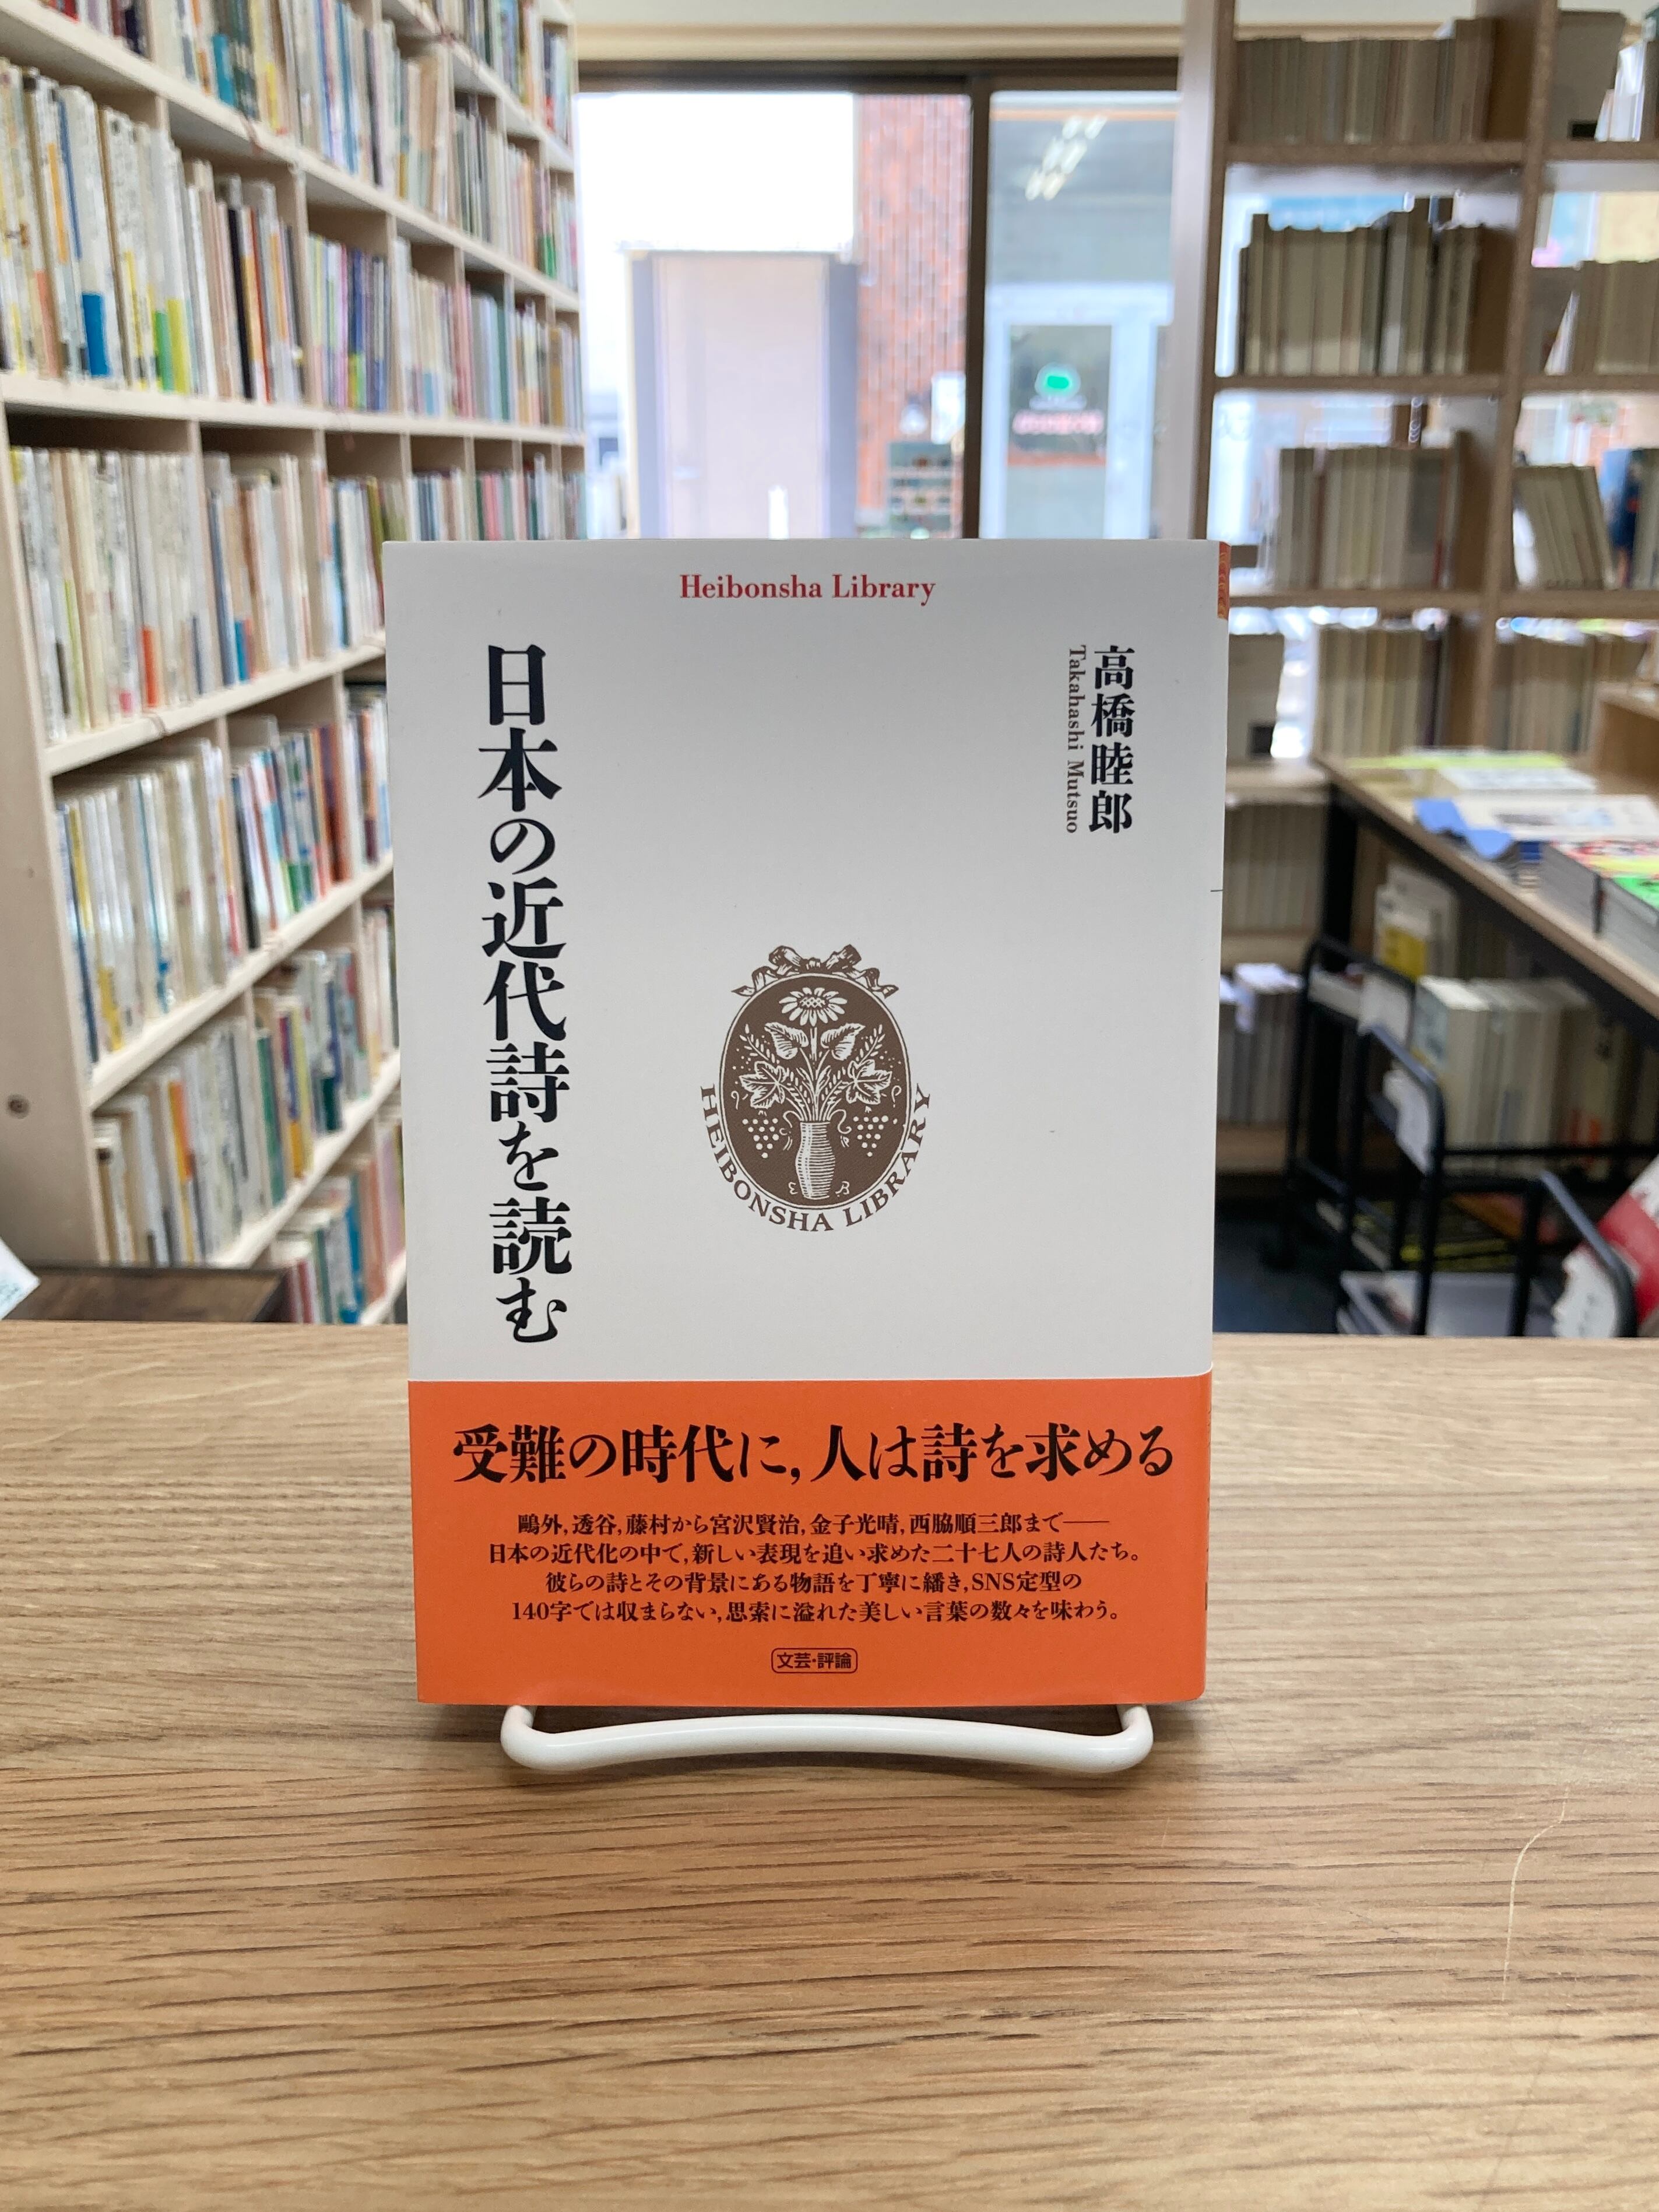 Heibonsha Library
高橋睦郎
Takahashi Mutsuo
日本の近代詩を読む
HEIBONSHA LIBRARY
受難の時代に,人は詩を求める
鷗外,透谷,藤村から宮沢賢治,金子光晴,西脇順三郎まで――
日本の近代化の中で,新しい表現を追い求めた二十七人の詩人たち。
彼らの詩とその背景にある物語を丁寧に繙き,SNS定型の
140字では収まらない,思索に溢れた美しい言葉の数々を味わう。
文芸・評論